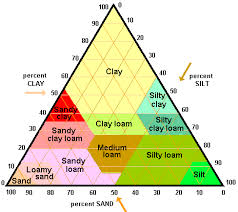 100
0
90
10
80
20
70
30
60
40
percent
CLAY
50
50
percent
SILT
40
60
30
70
20
80
10
90
0
100
Clay
Silty
clay
Sandy
clay
Clay loam
Silty
clay loam
Sandy
clay loam
Medium
loam
Silty loam
Sandy
loam
Loamy
sand
Sand
Silt
100
90
80
70
60
50
40
30
20
10
0
percent SAND